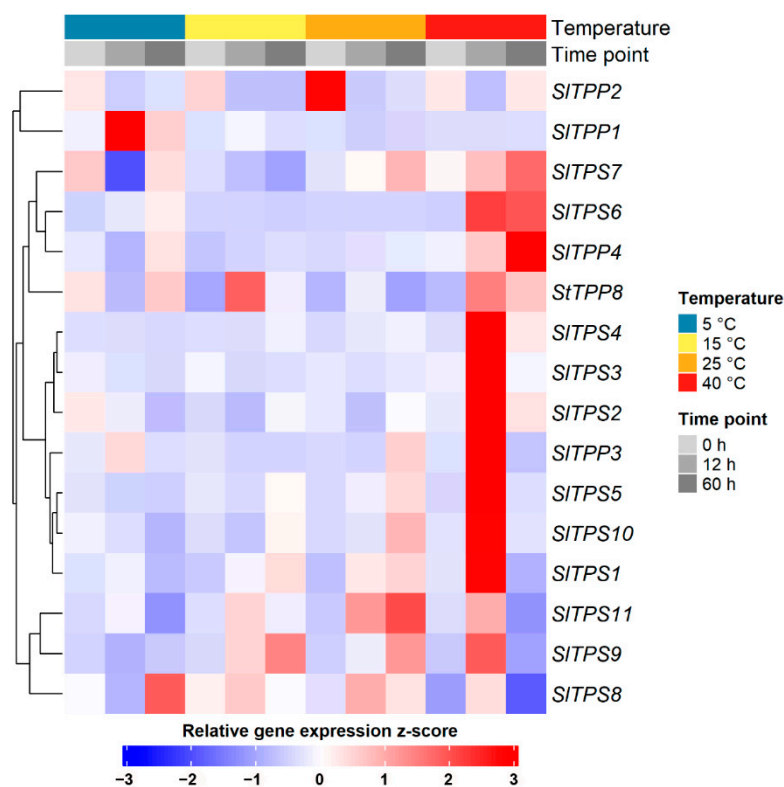 Temperature
Time point
SlTPP2
SlTPP1
SlTPS7
SlTPS6
SlTPP4
StTPP8
SlTPS4
SlTPS3
SlTPS2
SlTPP3
SlTPS5
SlTPS10
SlTPS1
SlTPS11
SlTPS9
SlTPS8
Temperature
5 °C
15 °C
25 °C
40 °C
Time point
0 h
12 h
60 h
Relative gene expression z-score
−3 −2 −1 0 1 2 3